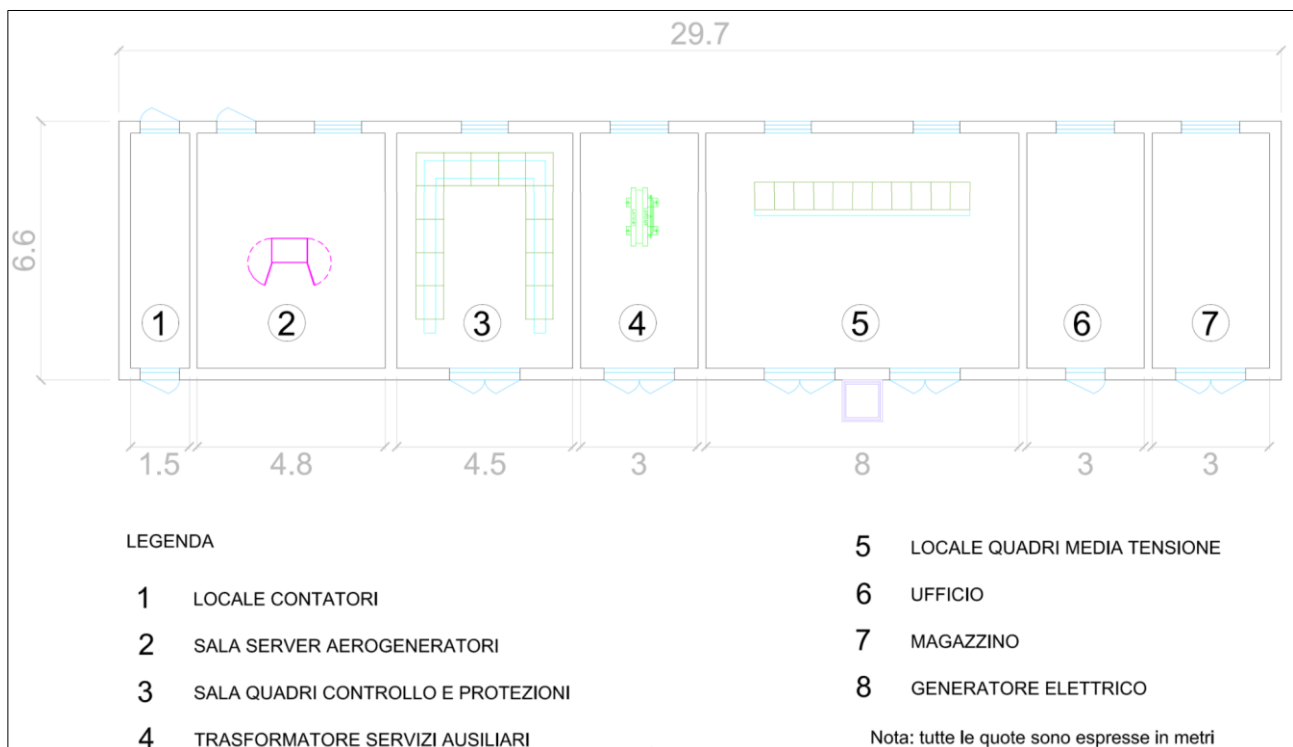 29.7
6.6
1 2 3 4 5 6 7
1.5 4.8 4.5 3 8 3 3
LEGENDA
1 LOCALE CONTATORI
2 SALA SERVER AEROGENERATORI
3 SALA QUADRI CONTROLLO E PROTEZIONI
4 TRASFORMATORE SERVIZI AUSILIARI
5 LOCALE QUADRI MEDIA TENSIONE
6 UFFICIO
7 MAGAZZINO
8 GENERATORE ELETTRICO
Nota: tutte le quote sono espresse in metri